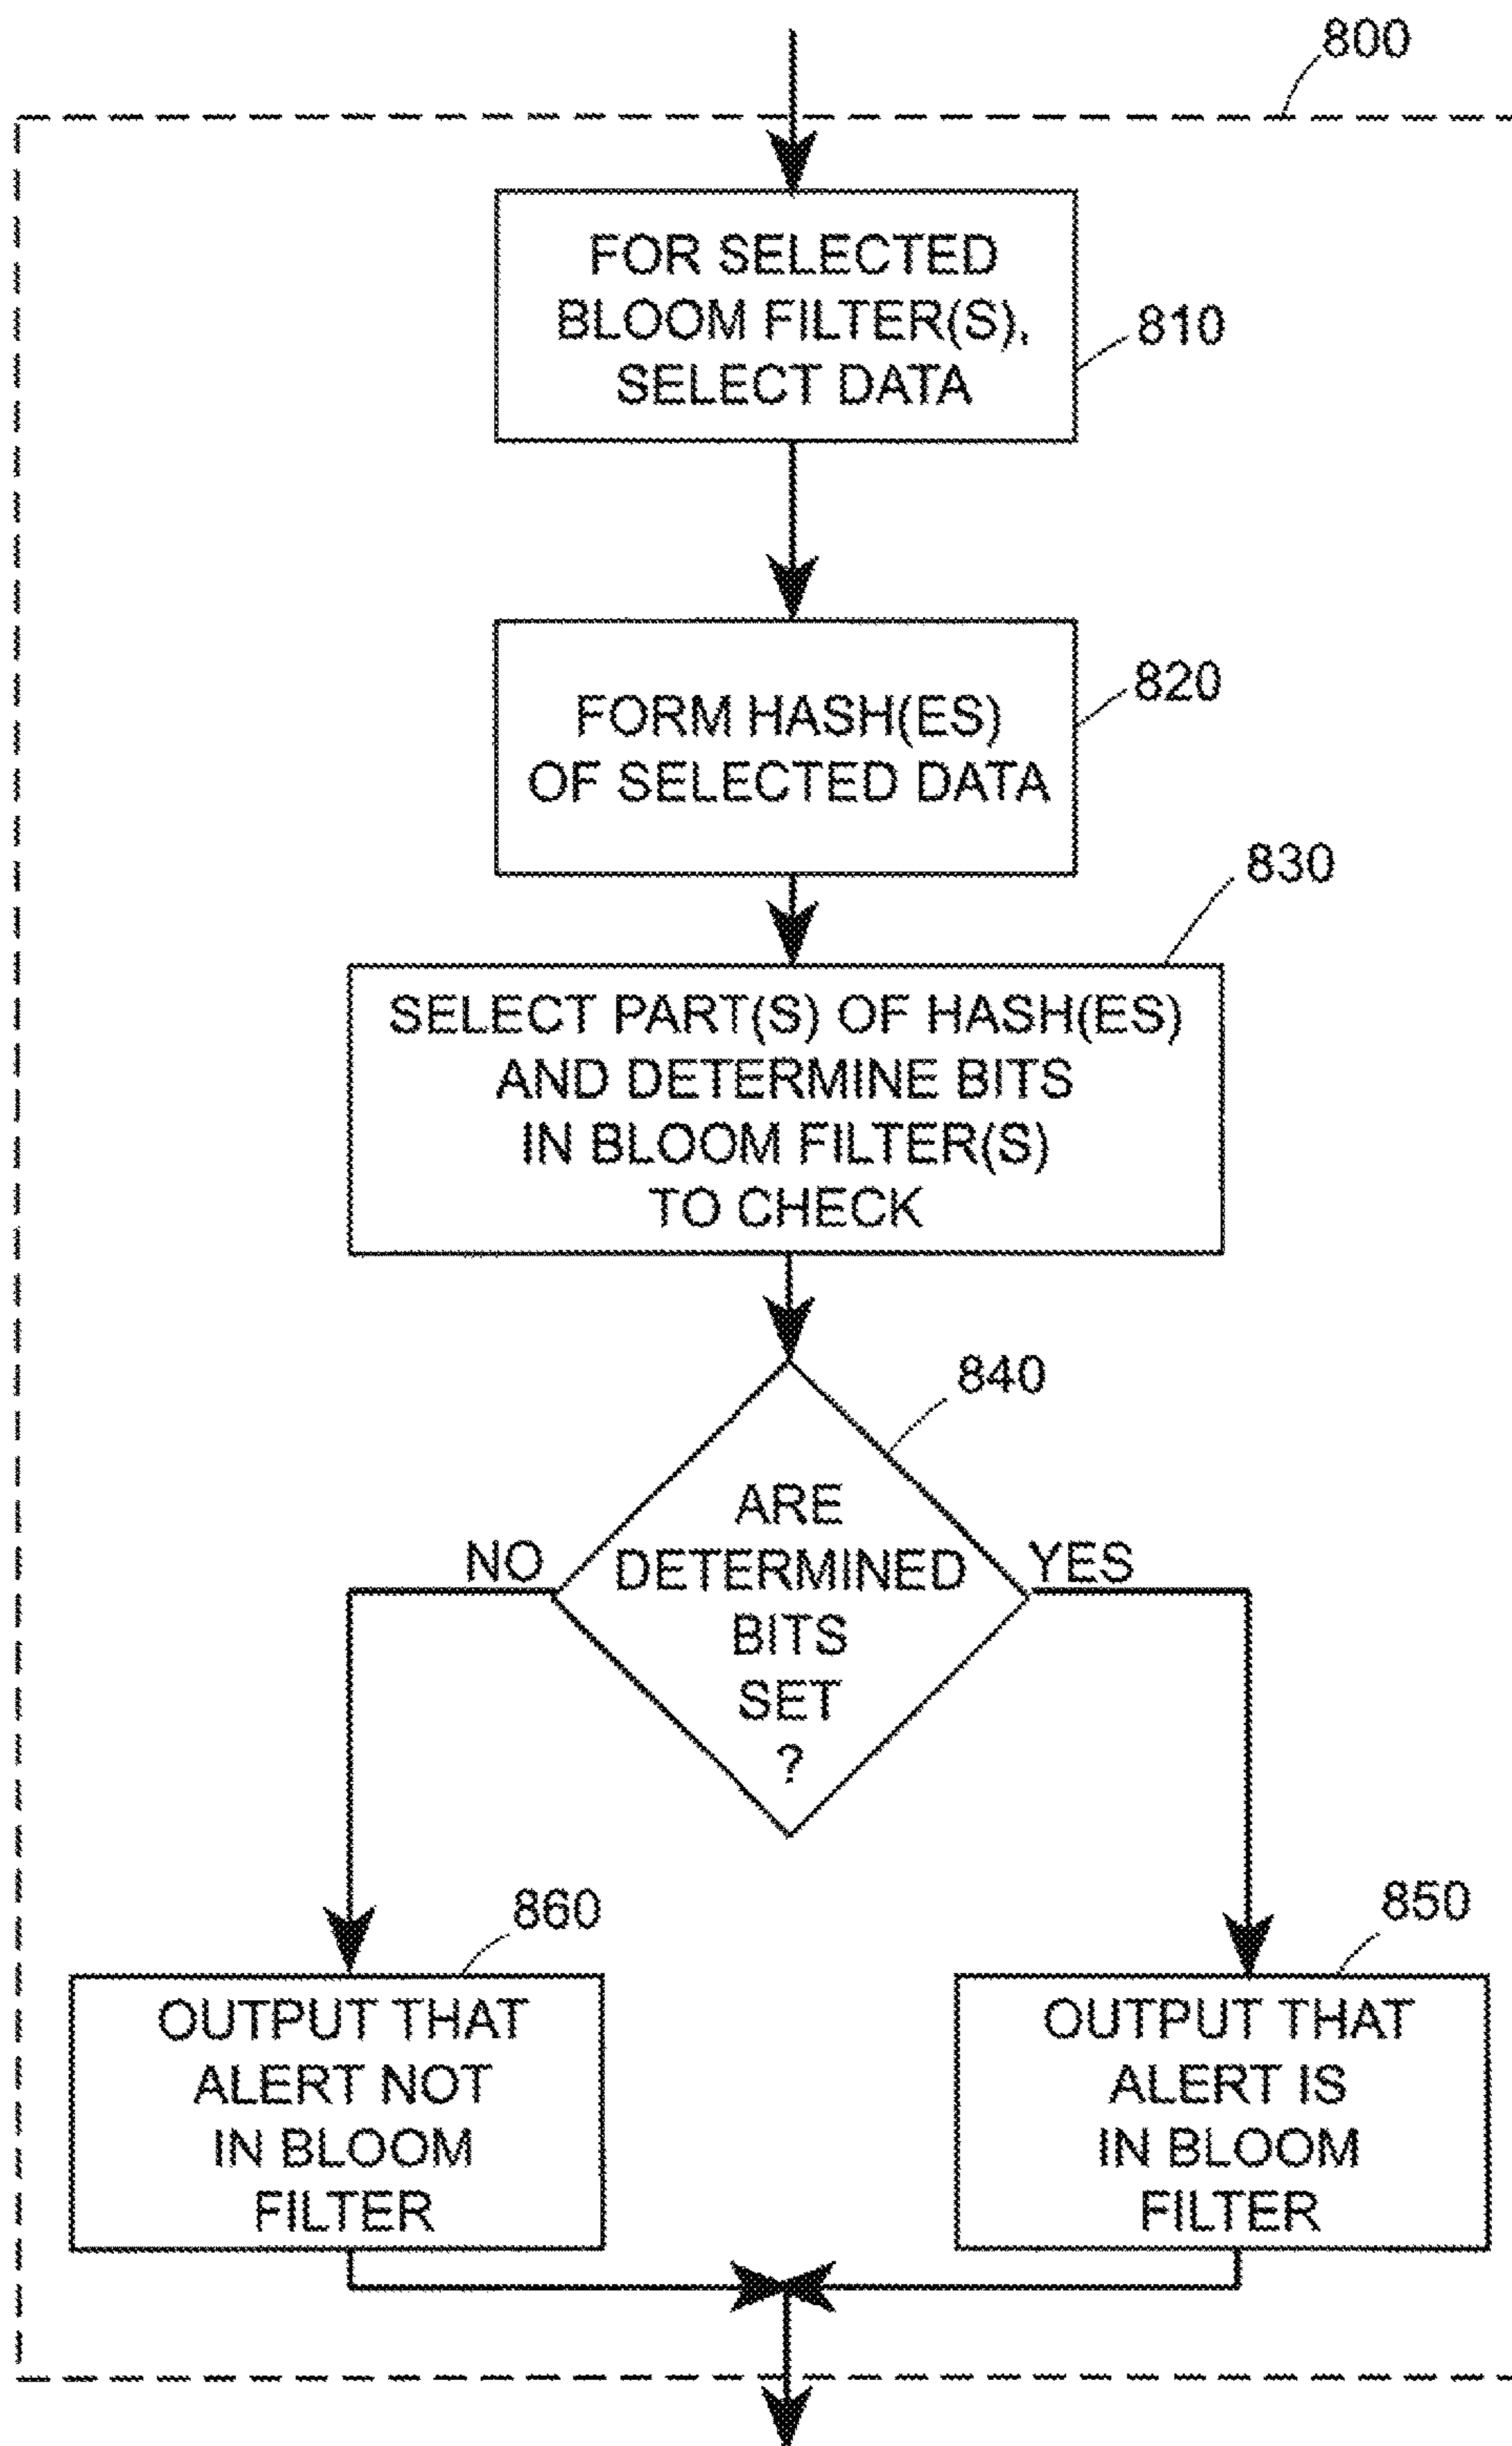 800
FOR SELECTED
BLOOM FILTER(S),
SELECT DATA
810
FORM HASH(ES)
OF SELECTED DATA
820
830
SELECT PART(S) OF HASH(ES)
AND DETERMINE BITS
IN BLOOM FILTER(S)
TO CHECK
840
ARE
DETERMINED
BITS
SET
?
NO
YES
860
OUTPUT THAT
ALERT NOT
IN BLOOM
FILTER
850
OUTPUT THAT
ALERT IS
IN BLOOM
FILTER